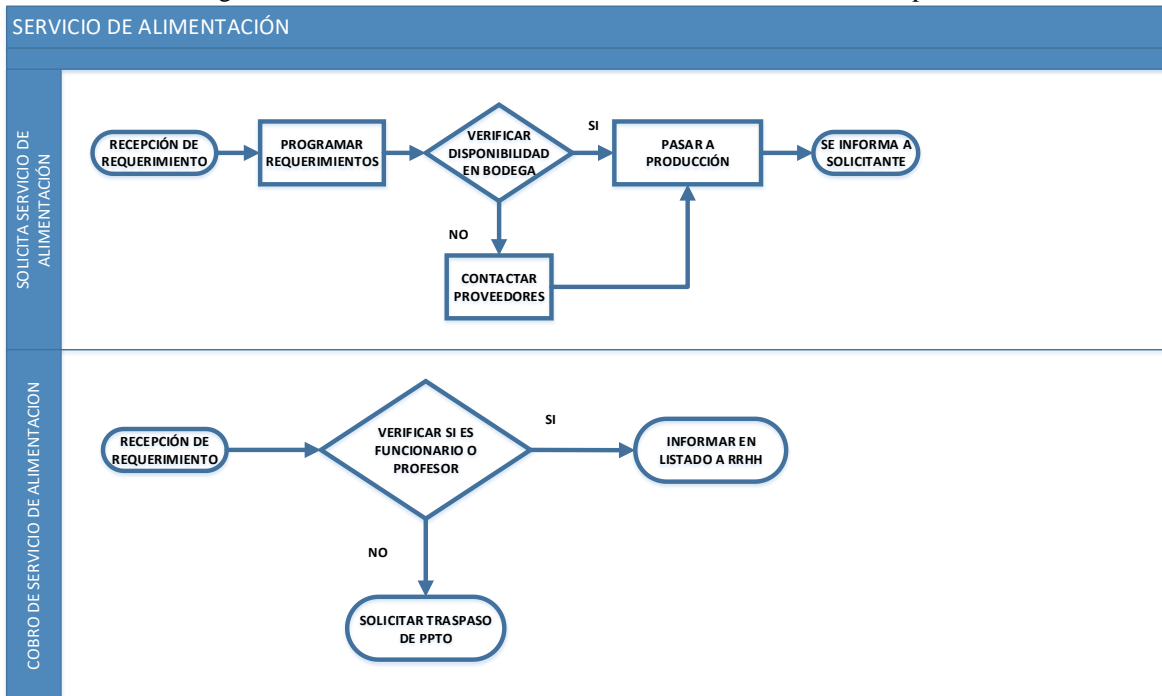 SERVICIO DE ALIMENTACIÓN
SOLICITA SERVICIO DE
ALIMENTACIÓN
RECEPCIÓN DE
REQUERIMIENTO
PROGRAMAR
REQUERIMIENTOS
VERIFICAR
DISPONIBILIDAD
EN BODEGA
SI
PASAR A
PRODUCCIÓN
SE INFORMA A
SOLICITANTE
NO
CONTACTAR
PROVEEDORES
COBRO DE SERVICIO DE ALIMENTACION
RECEPCIÓN DE
REQUERIMIENTO
VERIFICAR SI ES
FUNCIONARIO O
PROFESOR
SI
INFORMAR EN
LISTADO A RRHH
NO
SOLICITAR TRASPASO
DE PPTO